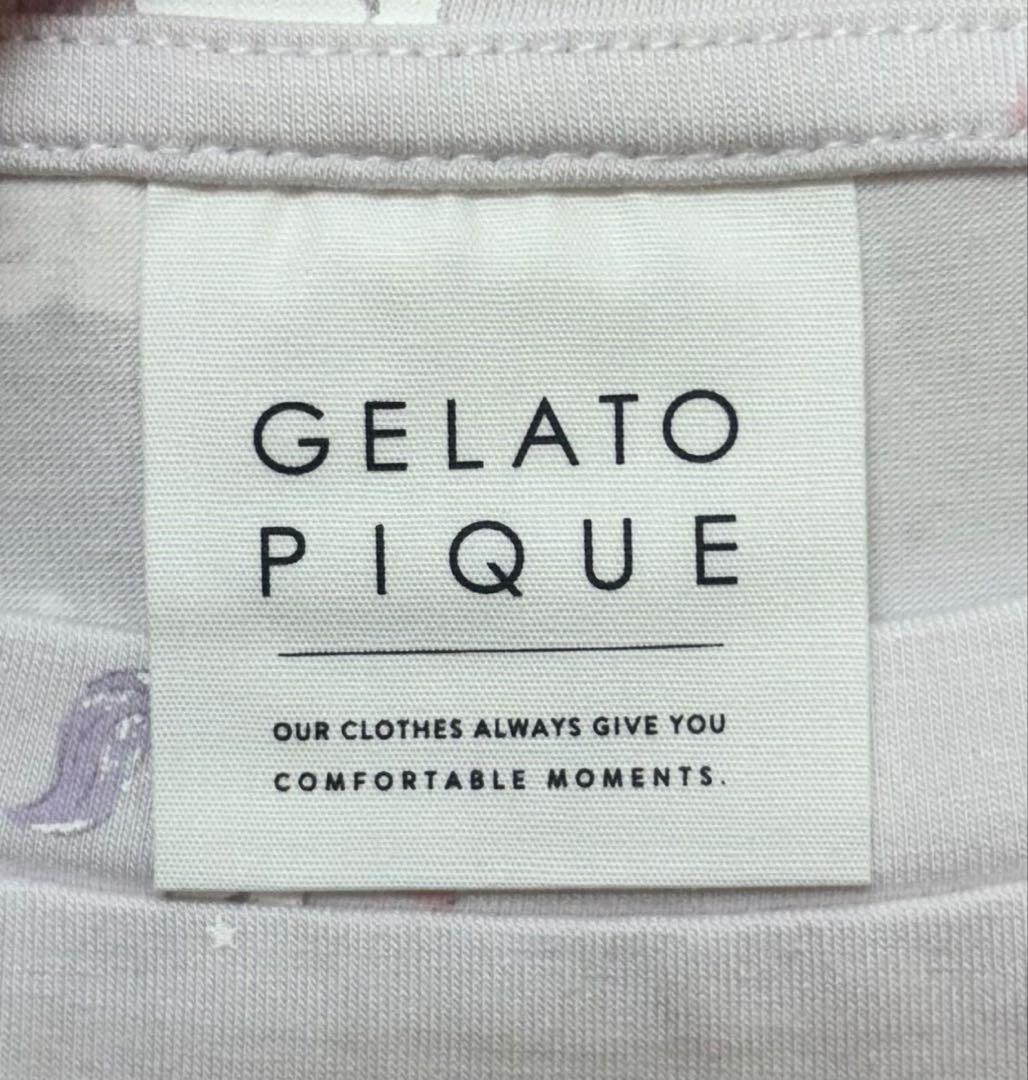 GELATO
PIQUE
OUR CLOTHES ALWAYS GIVE YOU
COMFORTABLE MOMENTS.